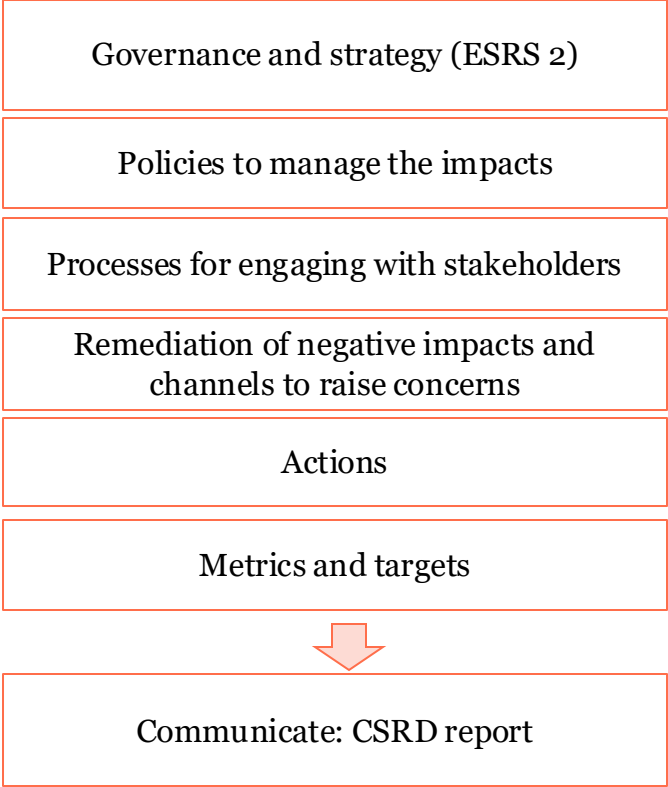 Governance and strategy (ESRS 2)
Policies to manage the impacts
Processes for engaging with stakeholders
Remediation of negative impacts and
channels to raise concerns
Actions
Metrics and targets
Communicate: CSRD report